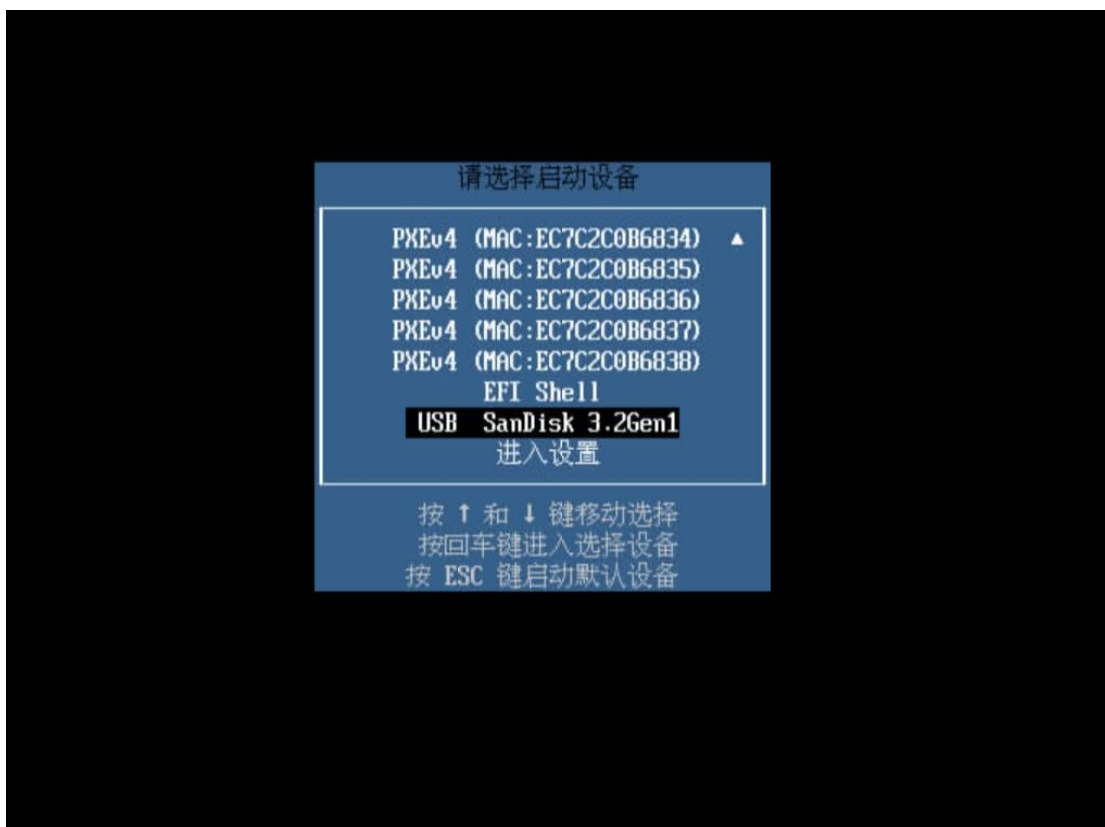 请选择启动设备
PXEv4 (MAC:EC7C2C0B6834) ▲
PXEv4 (MAC:EC7C2C0B6835)
PXEv4 (MAC:EC7C2C0B6836)
PXEv4 (MAC:EC7C2C0B6837)
PXEv4 (MAC:EC7C2C0B6838)
EFI Shell
USB SanDisk 3.2Gen1
进入设置
按 ↑ 和 ↓ 键移动选择
按回车键进入选择设备
按 ESC 键启动默认设备